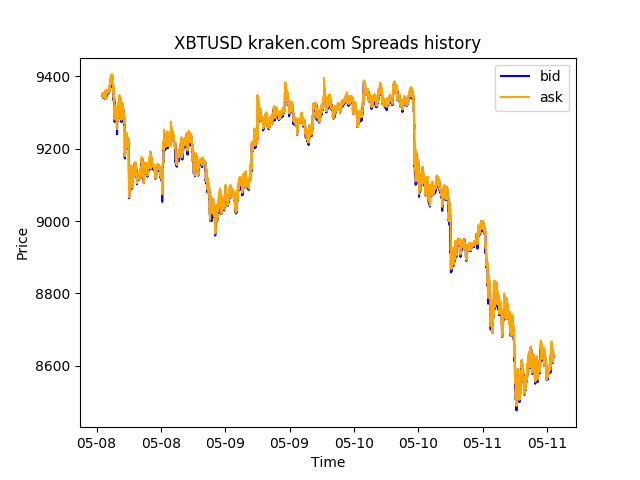 XBTUSD kraken.com Spreads history
bid
ask
Price
9400
9200
9000
8800
8600
05-08 05-08 05-09 05-09 05-10 05-10 05-11 05-11
Time